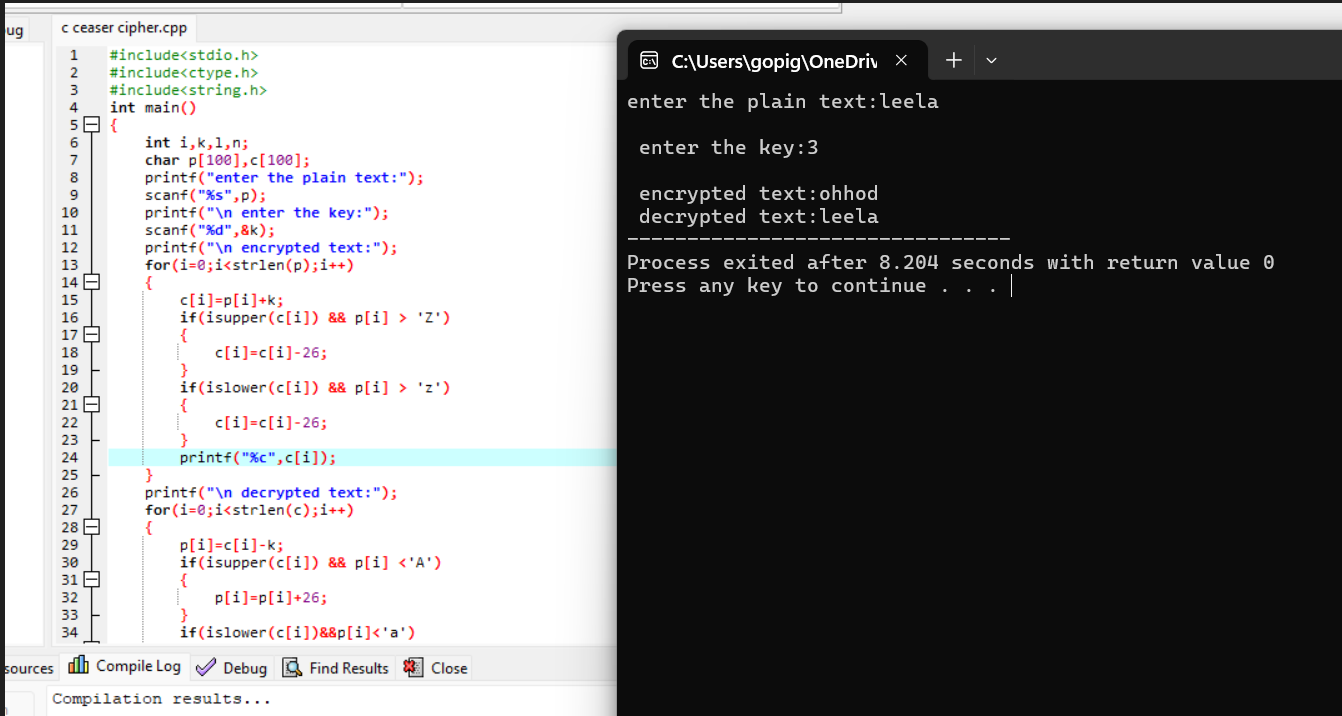 ug
c ceaser cipher.cpp
1 #include<stdio.h>
2 #include<ctype.h>
3 #include<string.h>
4 int main()
5 {
6 int i,k,l,n;
7 char p[100],c[100];
8 printf("enter the plain text:");
9 scanf("%s",p);
10 printf("\n enter the key:");
11 scanf("%d",&k);
12 printf("\n encrypted text:");
13 for(i=0;i<strlen(p);i++)
14 {
15 c[i]=p[i]+k;
16 if(isupper(c[i]) && p[i] > 'Z')
17 {
18 c[i]=c[i]-26;
19 }
20 if(islower(c[i]) && p[i] > 'z')
21 {
22 c[i]=c[i]-26;
23 }
24 printf("%c",c[i]);
25 }
26 printf("\n decrypted text:");
27 for(i=0;i<strlen(c);i++)
28 {
29 p[i]=c[i]-k;
30 if(isupper(c[i]) && p[i] <'A')
31 {
32 p[i]=p[i]+26;
33 }
34 if(islower(c[i])&&p[i]<'a')
sources Compile Log Debug Find Results Close
Compilation results...
C:\Users\gopig\OneDriv
enter the plain text:leela
enter the key:3
encrypted text:ohhod
decrypted text:leela
--------------------------------
Process exited after 8.204 seconds with return value 0
Press any key to continue . . .